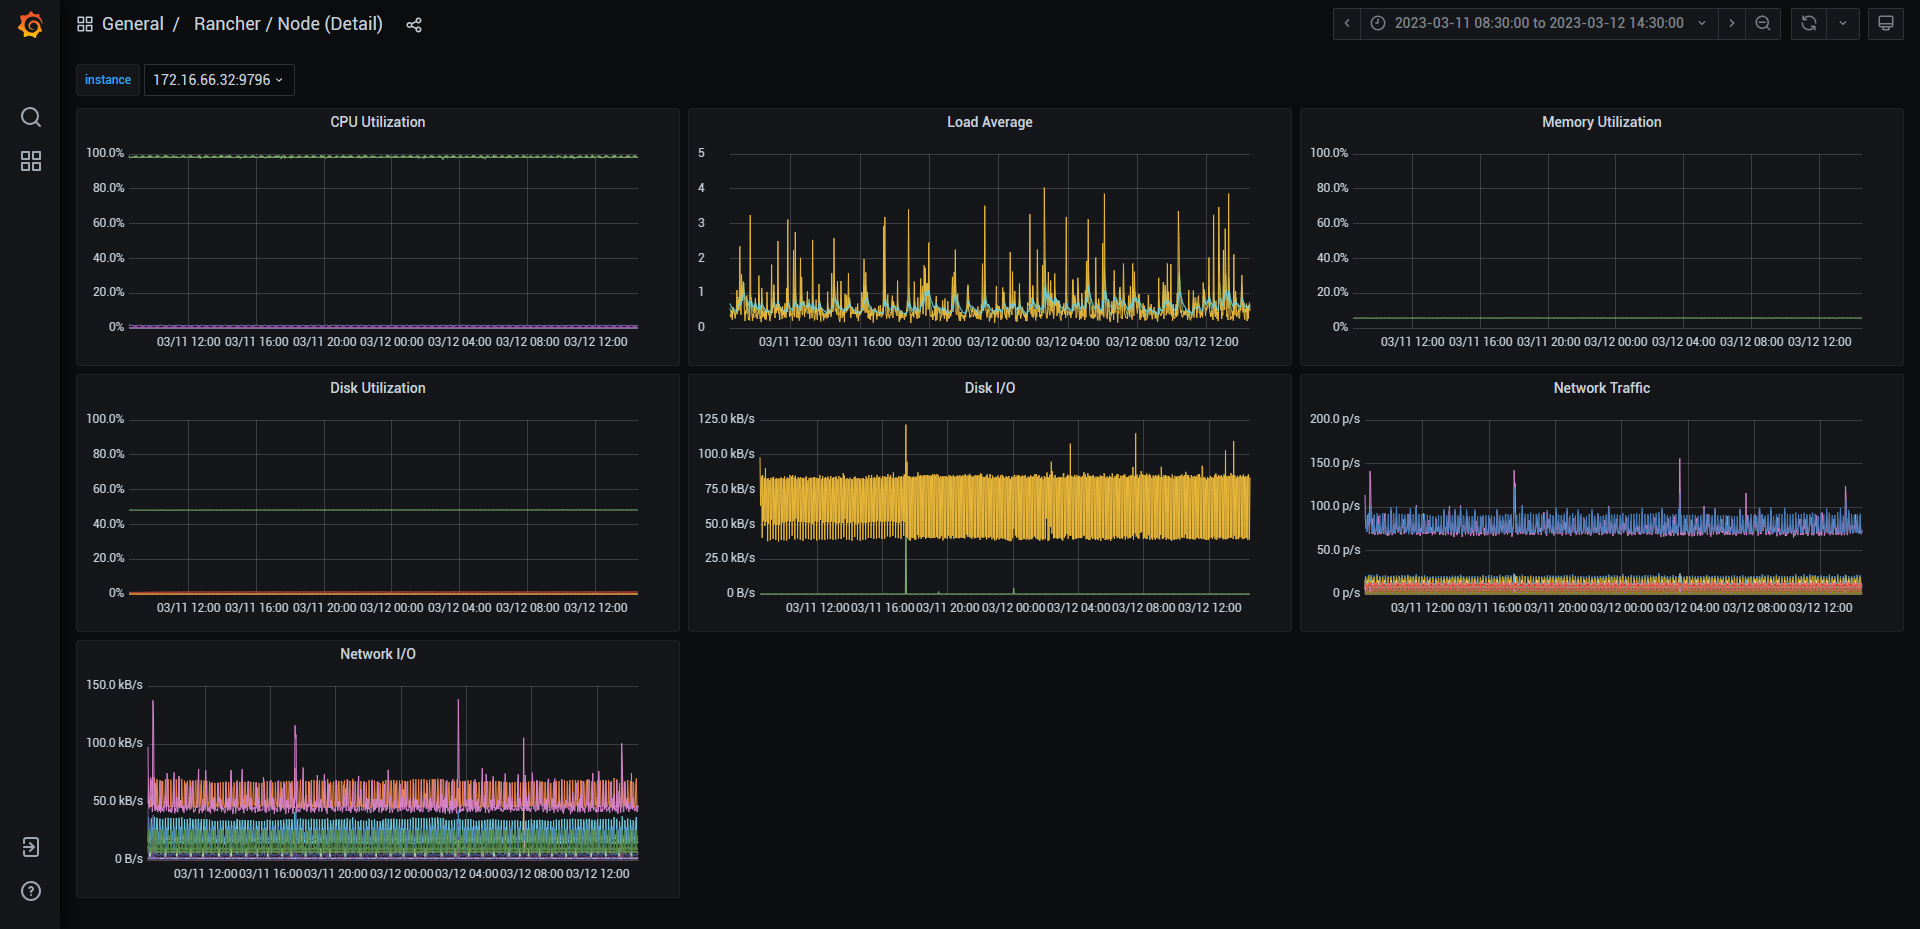 General / Rancher / Node (Detail)
2023-03-11 08:30:00 to 2023-03-12 14:30:00
instance
172.16.66.32:9796
CPU Utilization
100.0%
80.0%
60.0%
40.0%
20.0%
0%
03/11 12:00 03/11 16:00 03/11 20:00 03/12 00:00 03/12 04:00 03/12 08:00 03/12 12:00
Load Average
5
4
3
2
1
0
03/11 12:00 03/11 16:00 03/11 20:00 03/12 00:00 03/12 04:00 03/12 08:00 03/12 12:00
Memory Utilization
100.0%
80.0%
60.0%
40.0%
20.0%
0%
03/11 12:00 03/11 16:00 03/11 20:00 03/12 00:00 03/12 04:00 03/12 08:00 03/12 12:00
Disk Utilization
100.0%
80.0%
60.0%
40.0%
20.0%
0%
03/11 12:00 03/11 16:00 03/11 20:00 03/12 00:00 03/12 04:00 03/12 08:00 03/12 12:00
Disk I/O
125.0 kB/s
100.0 kB/s
75.0 kB/s
50.0 kB/s
25.0 kB/s
0 B/s
03/11 12:00 03/11 16:00 03/11 20:00 03/12 00:00 03/12 04:00 03/12 08:00 03/12 12:00
Network Traffic
200.0 p/s
150.0 p/s
100.0 p/s
50.0 p/s
0 p/s
03/11 12:00 03/11 16:00 03/11 20:00 03/12 00:00 03/12 04:00 03/12 08:00 03/12 12:00
Network I/O
150.0 kB/s
100.0 kB/s
50.0 kB/s
0 B/s
03/11 12:00 03/11 16:00 03/11 20:00 03/12 00:00 03/12 04:00 03/12 08:00 03/12 12:00